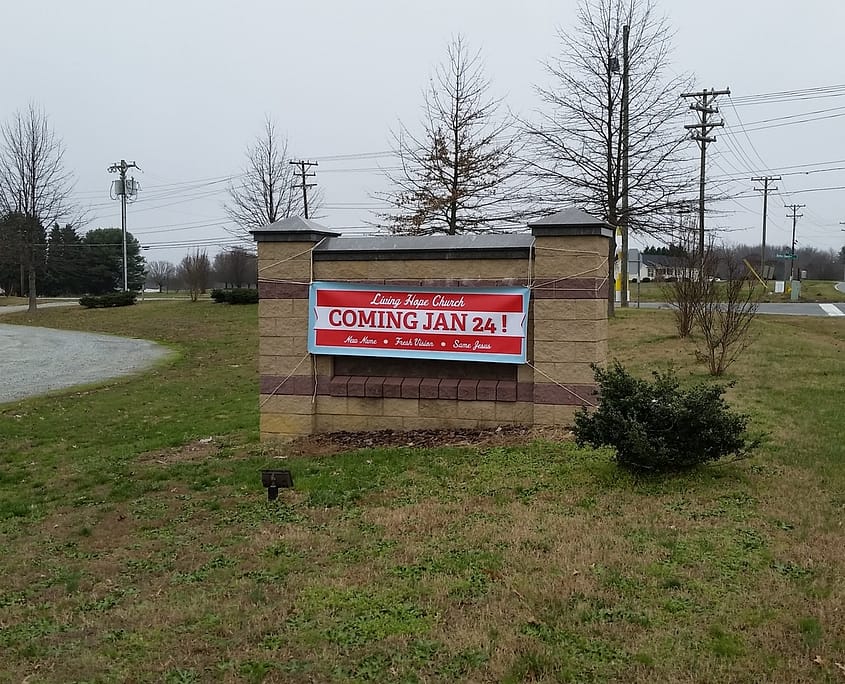 Living Hope Church
COMING JAN 24 !
New Name • Fresh Vision • Same Jesus